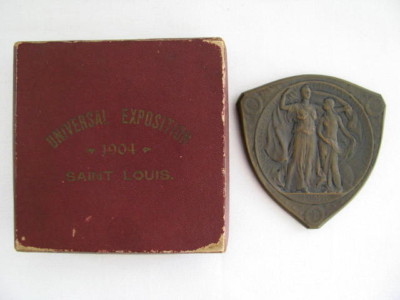 UNIVERSAL EXPOSITION
1904
SAINT LOUIS.